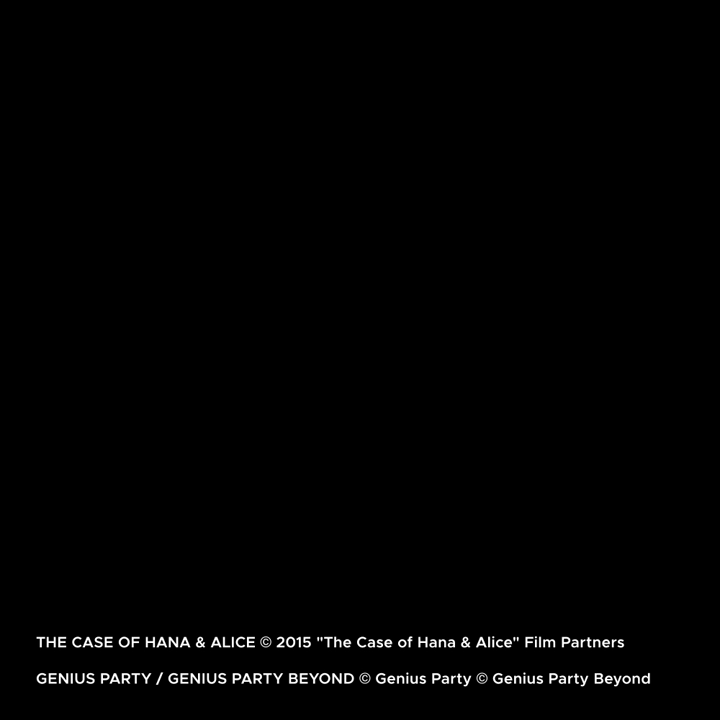 THE CASE OF HANA & ALICE © 2015 "The Case of Hana & Alice" Film Partners
GENIUS PARTY / GENIUS PARTY BEYOND © Genius Party © Genius Party Beyond